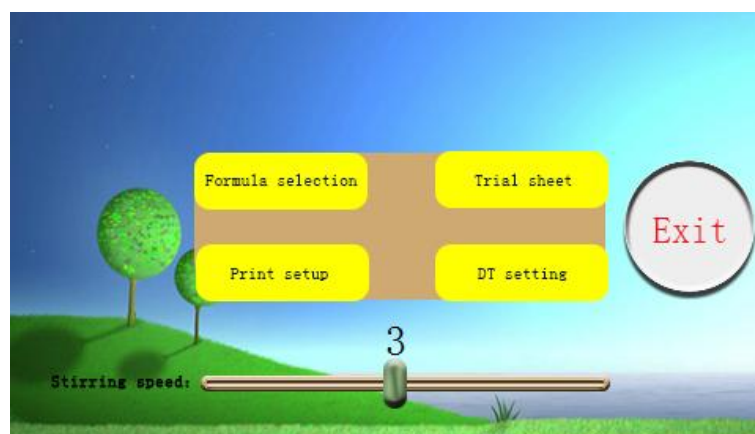 Formula selection
Trial sheet
Exit
Print setup
DT setting
3
Stirring speed: